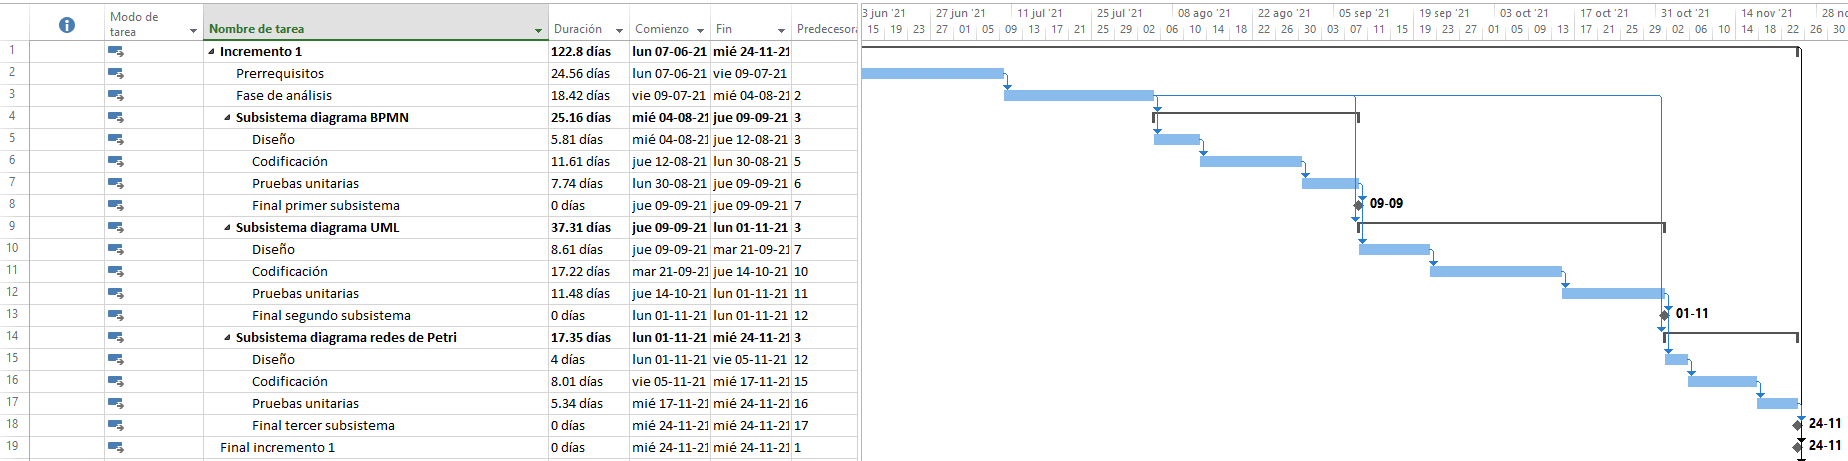 Modo de tarea Nombre de tarea Duración Comienzo Fin Predecesora
3 jun '21 27 jun '21 11 jul '21 25 jul '21 08 ago '21 22 ago '21 05 sep '21 19 sep '21 03 oct '21 17 oct '21 31 oct '21 14 nov '21 28 no
15 19 23 27 01 05 09 13 17 21 25 29 02 06 10 14 18 22 26 30 03 07 11 15 19 23 27 01 05 09 13 17 21 25 29 02 06 10 14 18 22 26 30
1 Incremento 1 122.8 días lun 07-06-21 mié 24-11-21
2 Prerrequisitos 24.56 días lun 07-06-21 vie 09-07-21
3 Fase de análisis 18.42 días vie 09-07-21 mié 04-08-21 2
4 Subsistema diagrama BPMN 25.16 días mié 04-08-21 jue 09-09-21 3
5 Diseño 5.81 días mié 04-08-21 jue 12-08-21 3
6 Codificación 11.61 días jue 12-08-21 lun 30-08-21 5
7 Pruebas unitarias 7.74 días lun 30-08-21 jue 09-09-21 6
8 Final primer subsistema 0 días jue 09-09-21 jue 09-09-21 7 09-09
9 Subsistema diagrama UML 37.31 días jue 09-09-21 lun 01-11-21 3
10 Diseño 8.61 días jue 09-09-21 mar 21-09-21 7
11 Codificación 17.22 días mar 21-09-21 jue 14-10-21 10
12 Pruebas unitarias 11.48 días jue 14-10-21 lun 01-11-21 11
13 Final segundo subsistema 0 días lun 01-11-21 lun 01-11-21 12 01-11
14 Subsistema diagrama redes de Petri 17.35 días lun 01-11-21 mié 24-11-21 3
15 Diseño 4 días lun 01-11-21 vie 05-11-21 12
16 Codificación 8.01 días vie 05-11-21 mié 17-11-21 15
17 Pruebas unitarias 5.34 días mié 17-11-21 mié 24-11-21 16
18 Final tercer subsistema 0 días mié 24-11-21 mié 24-11-21 17 24-11
19 Final incremento 1 0 días mié 24-11-21 mié 24-11-21 1 24-11